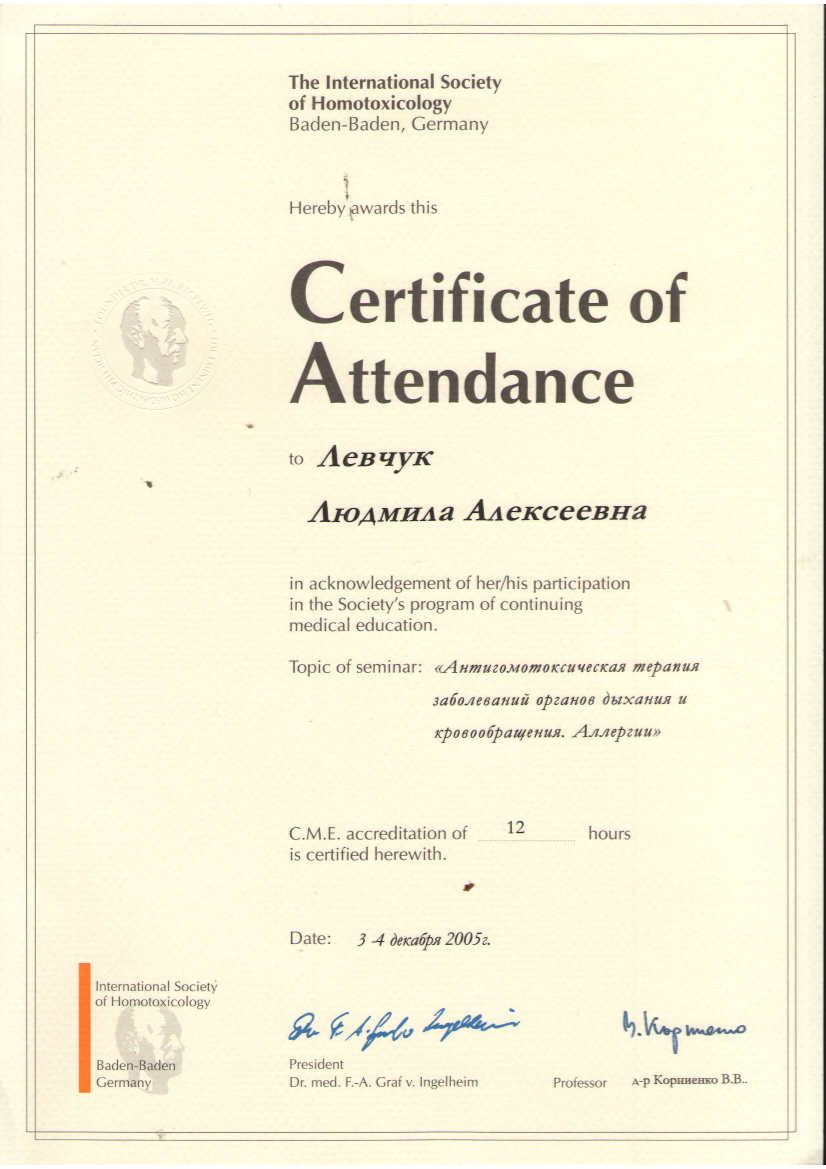 The International Society
of Homotoxicology
Baden-Baden, Germany
Hereby awards this
Certificate of
Attendance
to Левчук
Людмила Алексеевна
in acknowledgement of her/his participation
in the Society's program of continuing
medical education.
Topic of seminar: «Антигомотоксическая терапия
заболеваний органов дыхания и
кровообращения. Аллергии»
C.M.E. accreditation of 12 hours
is certified herewith.
Date: 3-4 декабря 2005г.
International Society
of Homotoxicology
Baden-Baden
Germany
President
Dr. med. F.-A. Graf v. Ingelheim
Professor д-р Корниенко В.В..